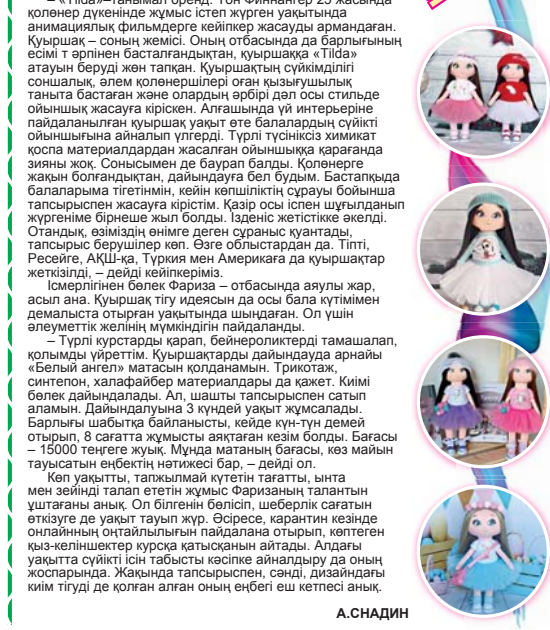 – «Tilda»–танымал бренд. Тон Финнангер 25 жасында
қолөнер дүкенінде жұмыс істеп жүрген уақытында
анимациялық фильмдерге кейіпкер жасауды армандаған.
Қуыршақ – соның жемісі. Оның отбасында да барлығының
есімі т әрпінен басталғандықтан, қуыршаққа «Tilda»
атауын беруді жөн тапқан. Қуыршақтың сүйкімділігі
соншалық, әлем қолөнершілері оған қызығушылық
таныта бастаған және олардың әрбірі дәл осы стильде
ойыншық жасауға кіріскен. Алғашында үй интерьеріне
пайдаланылған қуыршақ уақыт өте балалардың сүйікті
ойыншығына айналып үлгерді. Түрлі түсініксіз химикат
қоспа материалдардан жасалған ойыншыққа қарағанда
зияны жоқ. Сонысымен де баурап балды. Қолөнерге
жақын болғандықтан, дайындауға бел будым. Бастапқыда
балаларыма тігетінмін, кейін көпшіліктің сұрауы бойынша
тапсырыспен жасауға кірістім. Қазір осы іспен шұғылданып
жүргеніме бірнеше жыл болды. Ізденіс жетістікке әкелді.
Отандық, өзіміздің өнімге деген сұраныс қуантады,
тапсырыс берушілер көп. Өзге облыстардан да. Тіпті,
Ресейге, АҚШ-қа, Түркия мен Америкаға да қуыршақтар
жеткізілді, – дейді кейіпкеріміз.
Ісмерлігінен бөлек Фариза – отбасында аяулы жар,
асыл ана. Қуыршақ тігу идеясын да осы бала күтімімен
демалыста отырған уақытында шыңдаған. Ол үшін
әлеуметтік желінің мүмкіндігін пайдаланды.
– Түрлі курстарды қарап, бейнероликтерді тамашалап,
қолымды үйреттім. Қуыршақтарды дайындауда арнайы
«Белый ангел» матасын қолданамын. Трикотаж,
синтепон, халафайбер материалдары да қажет. Киімі
бөлек дайындалады. Ал, шашты тапсырыспен сатып
аламын. Дайындалуына 3 күндей уақыт жұмсалады.
Барлығы шабытқа байланысты, кейде күн-түн демей
отырып, 8 сағатта жұмысты аяқтаған кезім болды. Бағасы
– 15000 теңгеге жуық. Мұнда матаның бағасы, көз майын
тауысатын еңбектің нәтижесі бар, – дейді ол.
Көп уақытты, тапжылмай күтетін тағатты, ынта
мен зейінді талап ететін жұмыс Фаризаның талантын
ұштағаны анық. Ол білгенін бөлісіп, шеберлік сағатын
өткізуге де уақыт тауып жүр. Әсіресе, карантин кезінде
онлайнның оңтайлылығын пайдалана отырып, көптеген
қыз-келіншектер курсқа қатысқанын айтады. Алдағы
уақытта сүйікті ісін табысты кәсіпке айналдыру да оның
жоспарында. Жақында тапсырыспен, сәнді, дизайндағы
киім тігуді де қолған алған оның еңбегі еш кетпесі анық.
А.СНАДИН